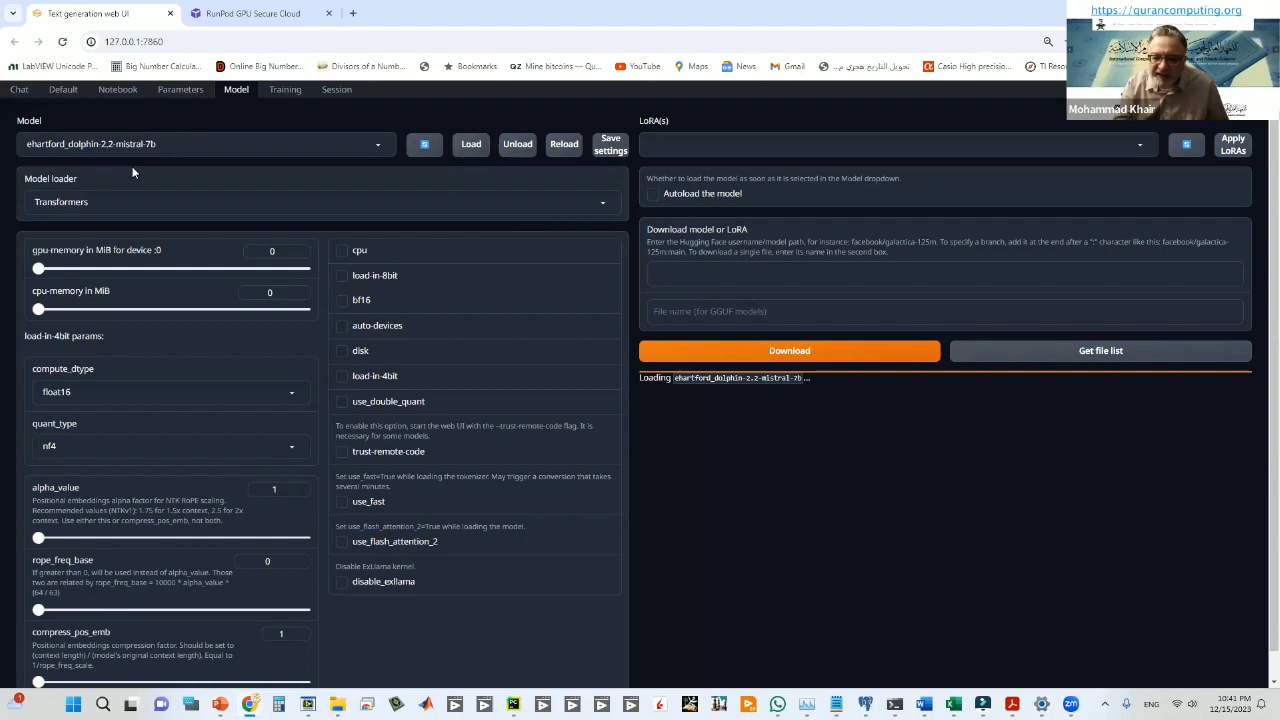 Text generation web UI
RunPod GPU Secure Cloud
https://qurancomputing.org
127.0.0.1:7860
LabVIEW Unicode P...
Big Number Calcula...
Online Big Number...
Divisors and Numb...
Qu...
YouTube
Maps
News
G27
precisio...
TI Reso
Chat
Default
Notebook
Parameters
Model
Training
Session
Mohammad Khair
Model
ehartford_dolphin-2.2-mistral-7b
Load
Unload
Reload
Save settings
Model loader
Transformers
gpu-memory in MiB for device :0
0
cpu-memory in MiB
0
load-in-4bit params:
compute_dtype
float16
quant_type
nf4
alpha_value
1
Positional embeddings alpha factor for NTK RoPE scaling.
Recommended values (NTKv1): 1.75 for 1.5x context, 2.5 for 2x
context. Use either this or compress_pos_emb, not both.
rope_freq_base
0
If greater than 0, will be used instead of alpha_value. Those
two are related by rope_freq_base = 10000 * alpha_value ^
(64 / 63)
compress_pos_emb
1
Positional embeddings compression factor. Should be set to
(context length) / (model's original context length). Equal to
1/rope_freq_scale.
cpu
load-in-8bit
bf16
auto-devices
disk
load-in-4bit
use_double_quant
To enable this option, start the web UI with the --trust-remote-code flag. It is
necessary for some models.
trust-remote-code
Set use_fast=True while loading the tokenizer. May trigger a conversion that takes
several minutes.
use_fast
Set use_flash_attention_2=True while loading the model.
use_flash_attention_2
Disable ExLlama kernel.
disable_exllama
LoRA(s)
Apply LoRAs
Whether to load the model as soon as it is selected in the Model dropdown.
Autoload the model
Download model or LoRA
Enter the Hugging Face username/model path, for instance: facebook/galactica-125m. To specify a branch, add it at the end after a ":" character like this: facebook/galactica-
125m:main. To download a single file, enter its name in the second box.
File name (for GGUF models)
Download
Get file list
Loading ehartford_dolphin-2.2-mistral-7b...
1
ENG
10:41 PM
12/15/2023